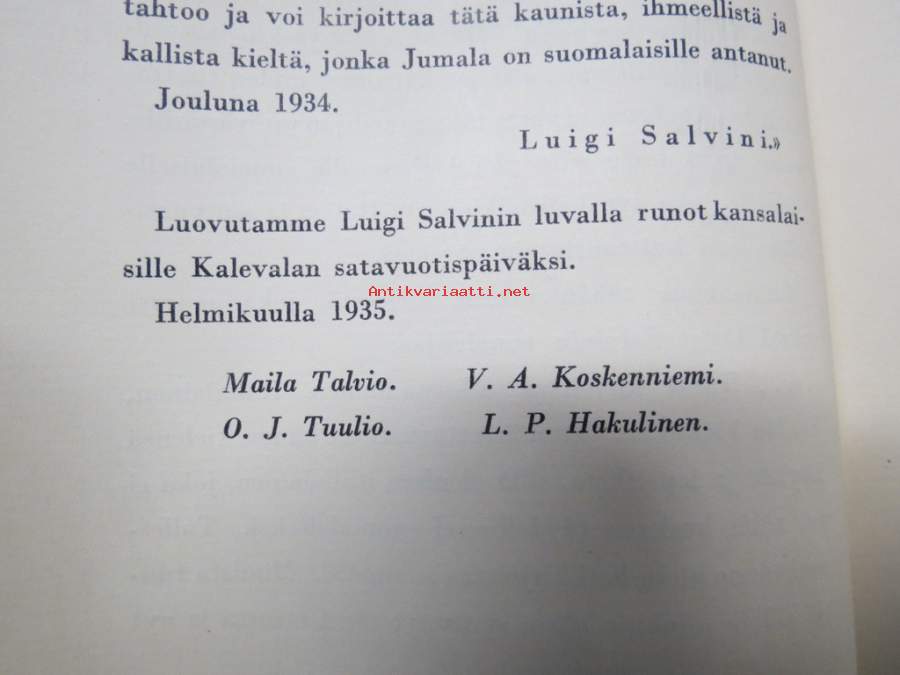 tahtoo ja voi kirjoittaa tätä kaunista, ihmeellistä ja
kallista kieltä, jonka Jumala on suomalaisille antanut.
Jouluna 1934.
Luigi Salvini.»
Luovutamme Luigi Salvinin luvalla runot kansalai-
sille Kalevalan satavuotispäiväksi.
Antikvariaatti.net
Helmikuulla 1935.
Maila Talvio. V. A. Koskenniemi.
O. J. Tuulio. L. P. Hakulinen.